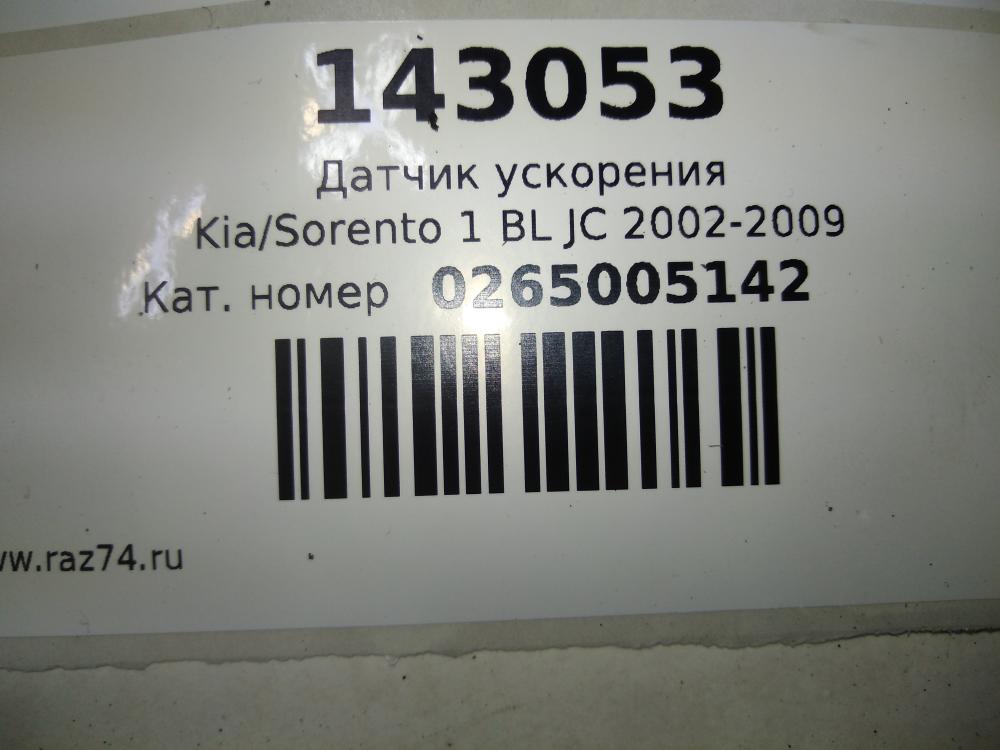 143053
Датчик ускорения
Kia/Sorento 1 BL JC 2002-2009
Кат. номер 0265005142
w.raz74.ru